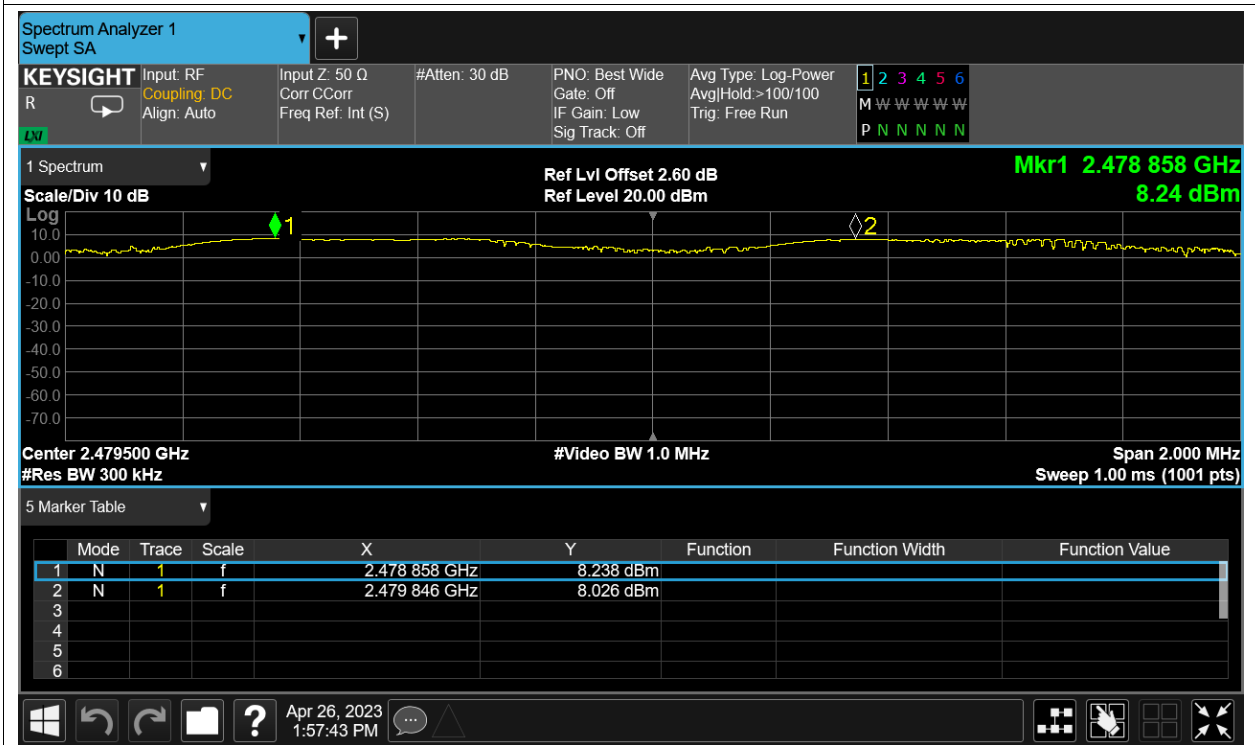 Spectrum Analyzer 1
Swept SA
KEYSIGHT
R
LXI
Input: RF
Coupling: DC
Align: Auto
Input Z: 50 Ω
Corr CCorr
Freq Ref: Int (S)
#Atten: 30 dB
PNO: Best Wide
Gate: Off
IF Gain: Low
Sig Track: Off
Avg Type: Log-Power
Avg|Hold:>100/100
Trig: Free Run
1 2 3 4 5 6
M W W W W W
P N N N N N
1 Spectrum
Scale/Div 10 dB
Ref Lvl Offset 2.60 dB
Ref Level 20.00 dBm
Mkr1 2.478 858 GHz
8.24 dBm
Log
1
2
10.0
0.00
-10.0
-20.0
-30.0
-40.0
-50.0
-60.0
-70.0
Center 2.479500 GHz #Video BW 1.0 MHz Span 2.000 MHz
#Res BW 300 kHz Sweep 1.00 ms (1001 pts)
5 Marker Table
Mode Trace Scale X Y Function Function Width Function Value
1 N 1 f 2.478 858 GHz 8.238 dBm
2 N 1 f 2.479 846 GHz 8.026 dBm
3
4
5
6
?
Apr 26, 2023
1:57:43 PM